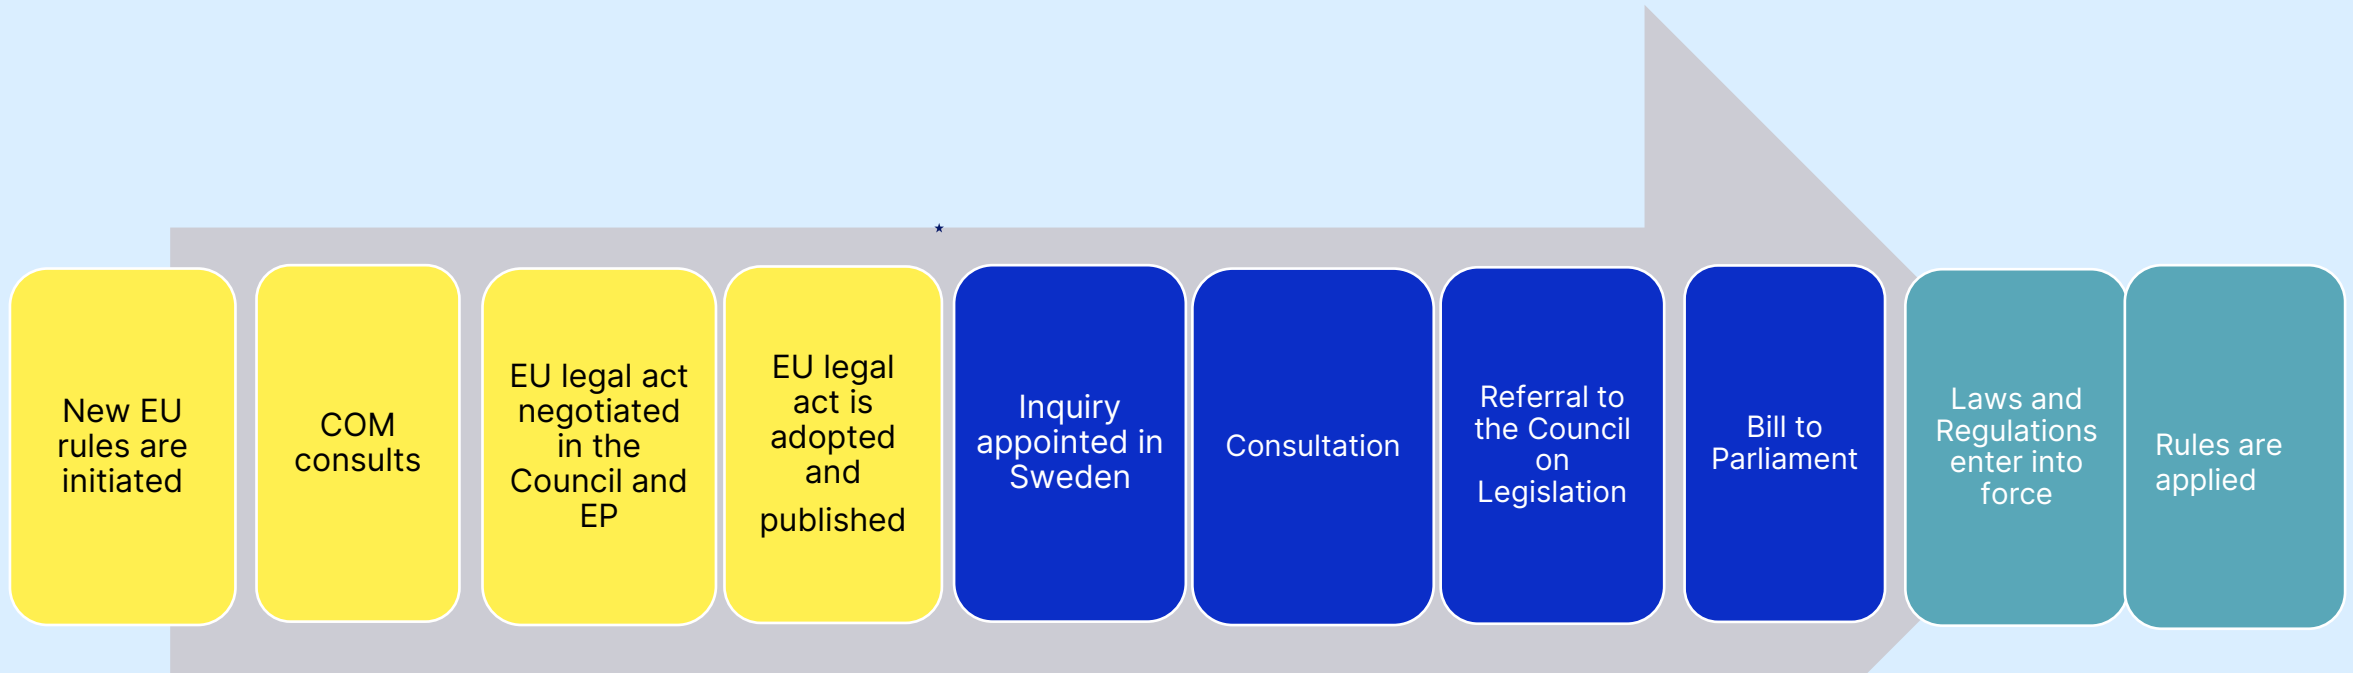 New EU
rules are
initiated
COM
consults
EU legal act
negotiated
in the
Council and
EP
EU legal
act is
adopted
and
published
Inquiry
appointed in
Sweden
Consultation
Referral to
the Council
on
Legislation
Bill to
Parliament
Laws and
Regulations
enter into
force
Rules are
applied